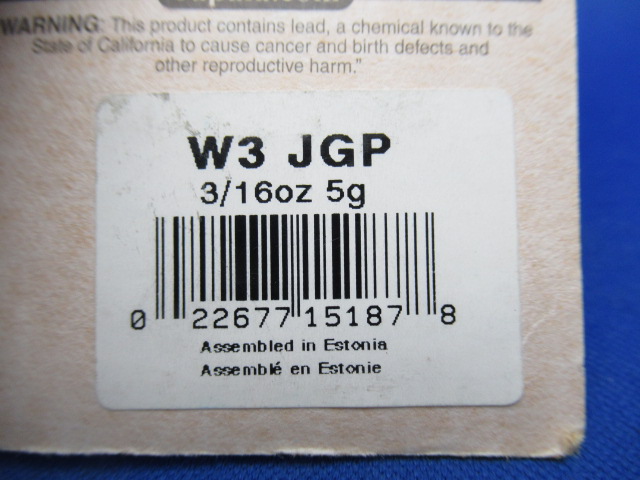 WARNING: This product contains lead, a chemical known to the
State of California to cause cancer and birth defects and
other reproductive harm."
W3 JGP
3/16oz 5g
0 22677 15187 8
Assembled in Estonia
Assemblé en Estonie